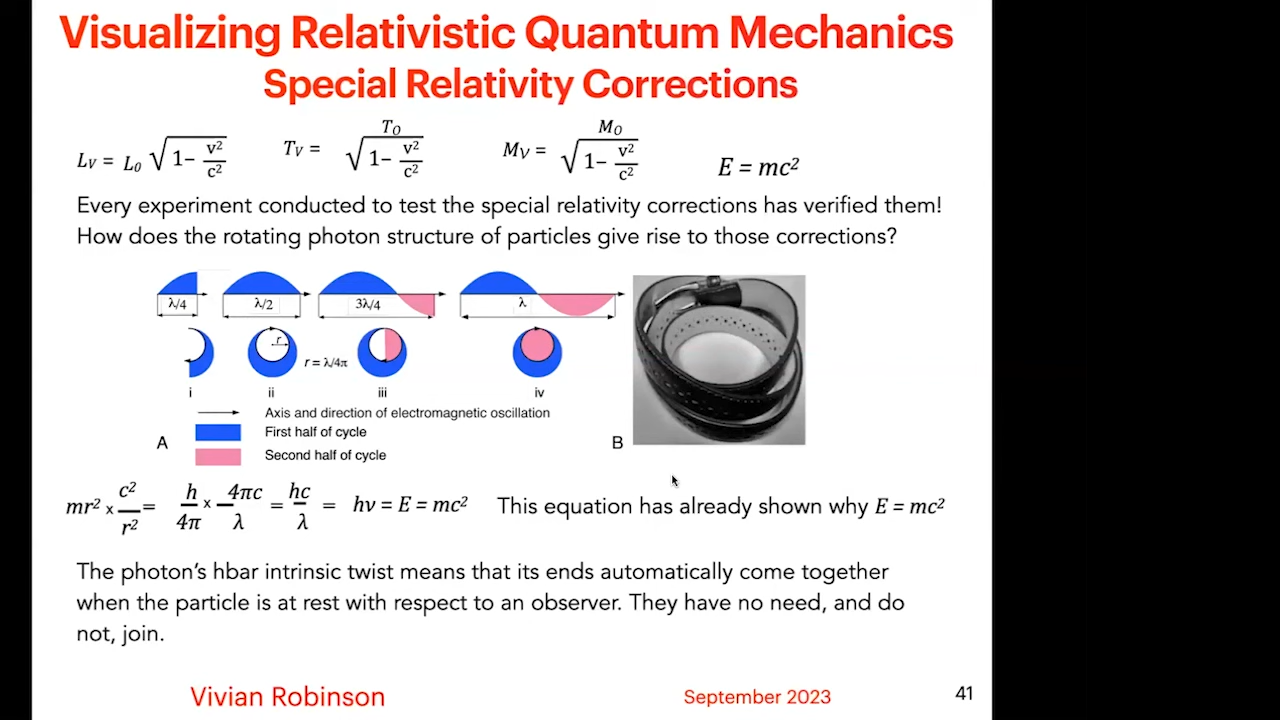 Visualizing Relativistic Quantum Mechanics
Special Relativity Corrections
Lv = L₀ √(1– v²/c²)   Tv = T₀/√(1– v²/c²)   Mv = M₀/√(1– v²/c²)   E = mc²
Every experiment conducted to test the special relativity corrections has verified them!
How does the rotating photon structure of particles give rise to those corrections?
λ/4 λ/2 3λ/4 λ
r
r = λ/4π
i ii iii iv
Axis and direction of electromagnetic oscillation
First half of cycle
A B
Second half of cycle
mr² × c²/r² = h/4π × 4πc/λ = hc/λ = hν = E = mc²   This equation has already shown why E = mc²
The photon's hbar intrinsic twist means that its ends automatically come together
when the particle is at rest with respect to an observer. They have no need, and do
not, join.
Vivian Robinson September 2023 41